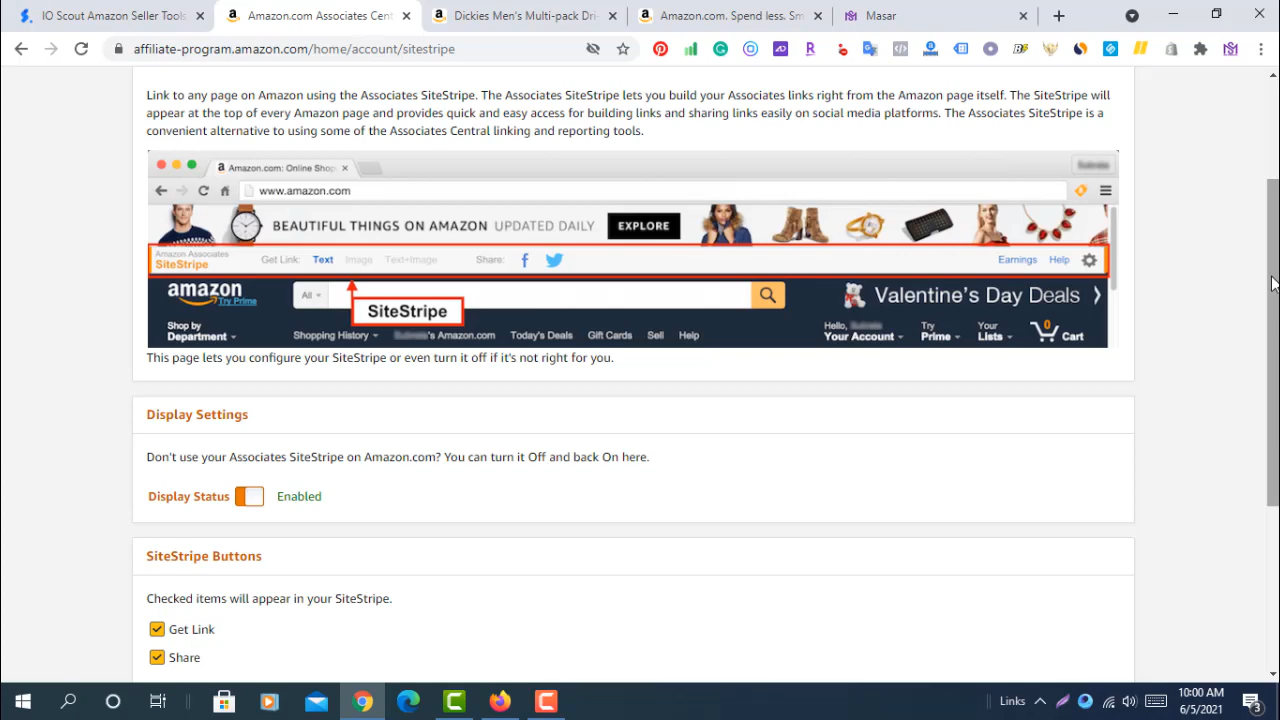 IO Scout Amazon Seller Tools
Amazon.com Associates Cent
Dickies Men's Multi-pack Dri-
Amazon.com. Spend less. Sm
Masar
affiliate-program.amazon.com/home/account/sitestripe
Link to any page on Amazon using the Associates SiteStripe. The Associates SiteStripe lets you build your Associates links right from the Amazon page itself. The SiteStripe will
appear at the top of every Amazon page and provides quick and easy access for building links and sharing links easily on social media platforms. The Associates SiteStripe is a
convenient alternative to using some of the Associates Central linking and reporting tools.
Amazon.com: Online Shop
www.amazon.com
BEAUTIFUL THINGS ON AMAZON UPDATED DAILY EXPLORE
Amazon Associates
SiteStripe
Get Link: Text Image Text+Image Share: Earnings Help
amazon
Try Prime
All
SiteStripe
Valentine's Day Deals
Shop by
Department
Shopping History
's Amazon.com Today's Deals Gift Cards Sell Help
Hello,
Your Account
Try
Prime
Your
Lists
0
Cart
This page lets you configure your SiteStripe or even turn it off if it's not right for you.
Display Settings
Don't use your Associates SiteStripe on Amazon.com? You can turn it Off and back On here.
Display Status Enabled
SiteStripe Buttons
Checked items will appear in your SiteStripe.
Get Link
Share
Links
10:00 AM
6/5/2021
3